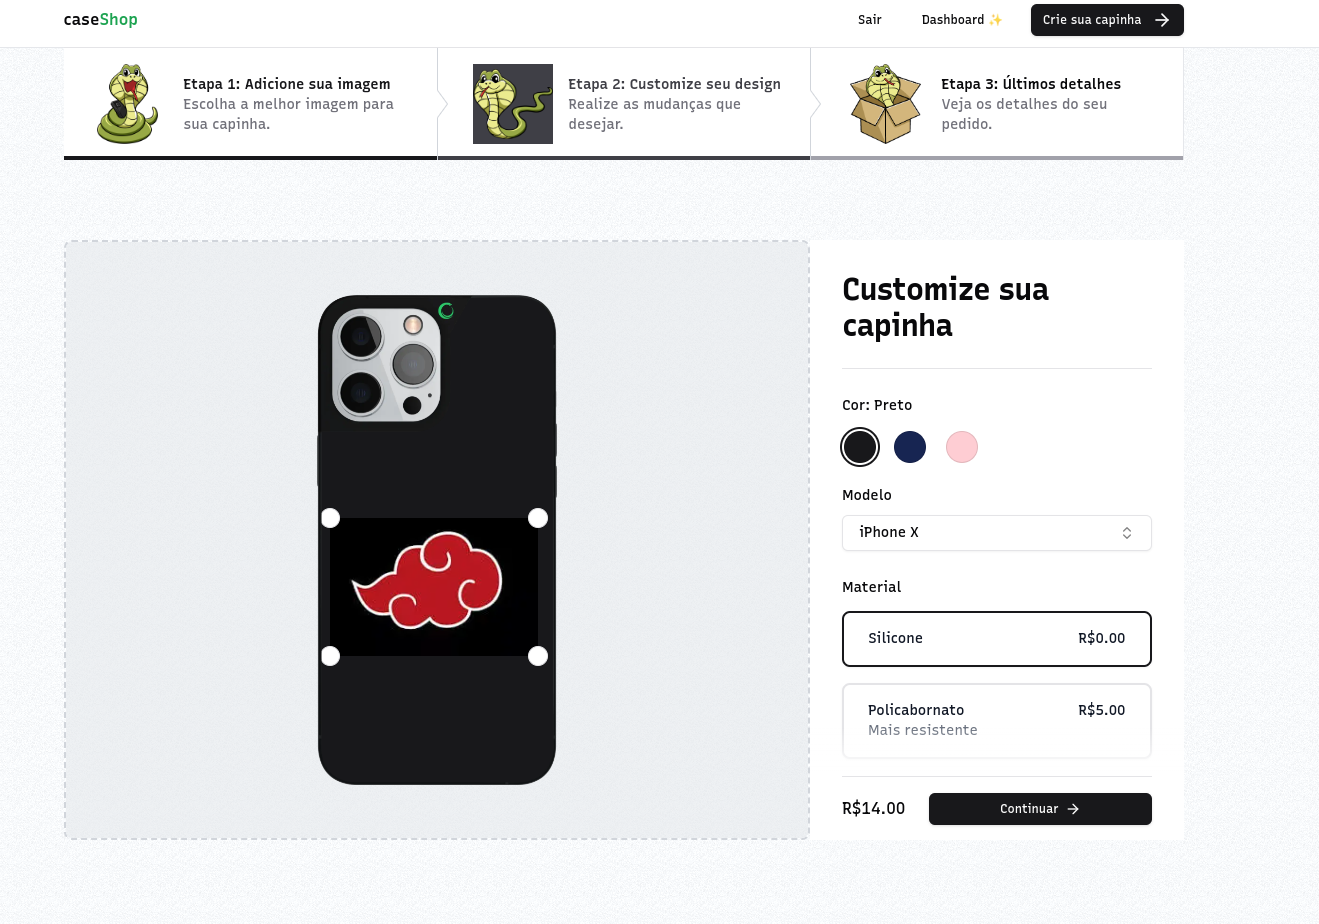 caseShop
Sair
Dashboard ✨
Crie sua capinha
Etapa 1: Adicione sua imagem
Escolha a melhor imagem para
sua capinha.
Etapa 2: Customize seu design
Realize as mudanças que
desejar.
Etapa 3: Últimos detalhes
Veja os detalhes do seu
pedido.
Customize sua
capinha
Cor: Preto
Modelo
iPhone X
Material
Silicone R$0.00
Policabornato R$5.00
Mais resistente
R$14.00
Continuar